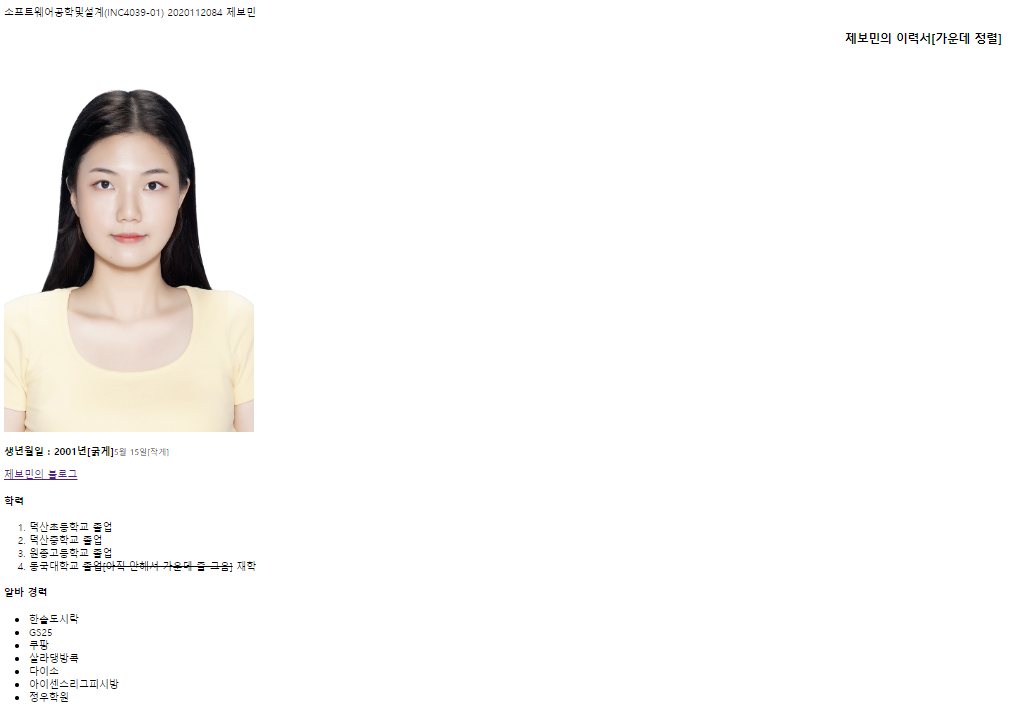 소프트웨어공학및설계(INC4039-01) 2020112084 제보민
제보민의 이력서[가운데 정렬]
생년월일 : 2001년[굵게]5월 15일[작게]
제보민의 블로그
학력
1. 덕산초등학교 졸업
2. 덕산중학교 졸업
3. 원종고등학교 졸업
4. 동국대학교 졸업[아직 안해서 가운데 줄 그음] 재학
알바 경력
• 한솥도시락
• GS25
• 쿠팡
• 살라댕방콕
• 다이소
• 아이센스리그피시방
• 정우학원